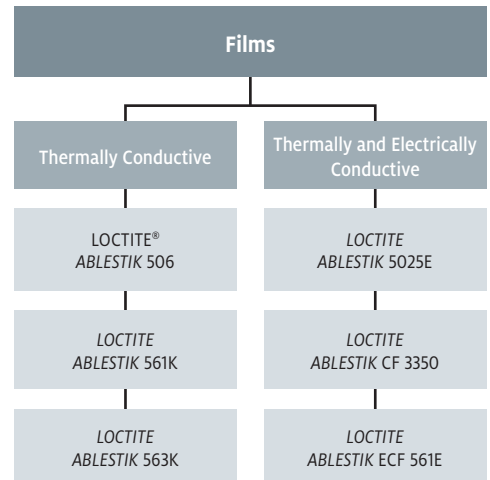 Films
Thermally Conductive
Thermally and Electrically
Conductive
LOCTITE®
ABLESTIK 506
LOCTITE
ABLESTIK 5025E
LOCTITE
ABLESTIK 561K
LOCTITE
ABLESTIK CF 3350
LOCTITE
ABLESTIK 563K
LOCTITE
ABLESTIK ECF 561E